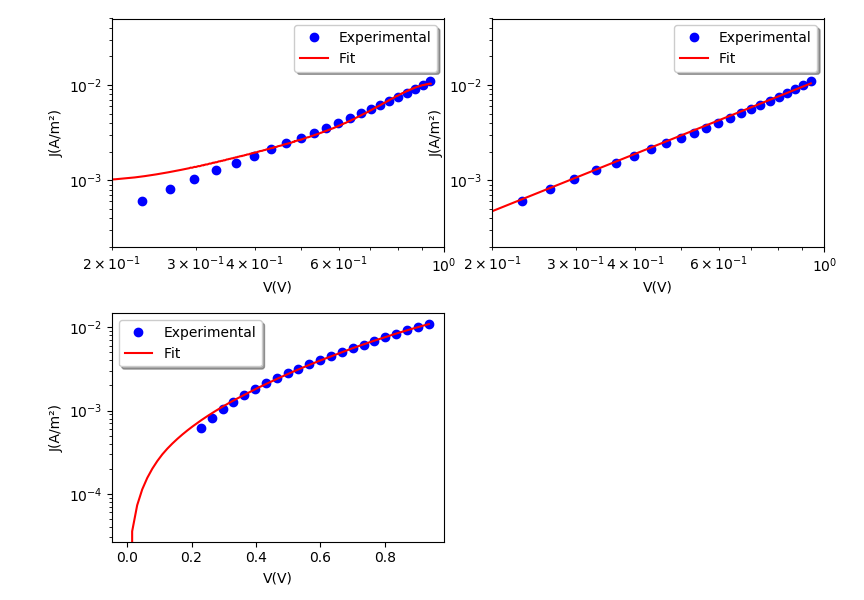 Experimental
Fit
10⁻²
10⁻³
J(A/m²)
2×10⁻¹ 3×10⁻¹ 4×10⁻¹ 6×10⁻¹ 10⁰
V(V)
Experimental
Fit
10⁻²
10⁻³
J(A/m²)
2×10⁻¹ 3×10⁻¹ 4×10⁻¹ 6×10⁻¹ 10⁰
V(V)
Experimental
Fit
10⁻²
10⁻³
10⁻⁴
J(A/m²)
0.0 0.2 0.4 0.6 0.8
V(V)